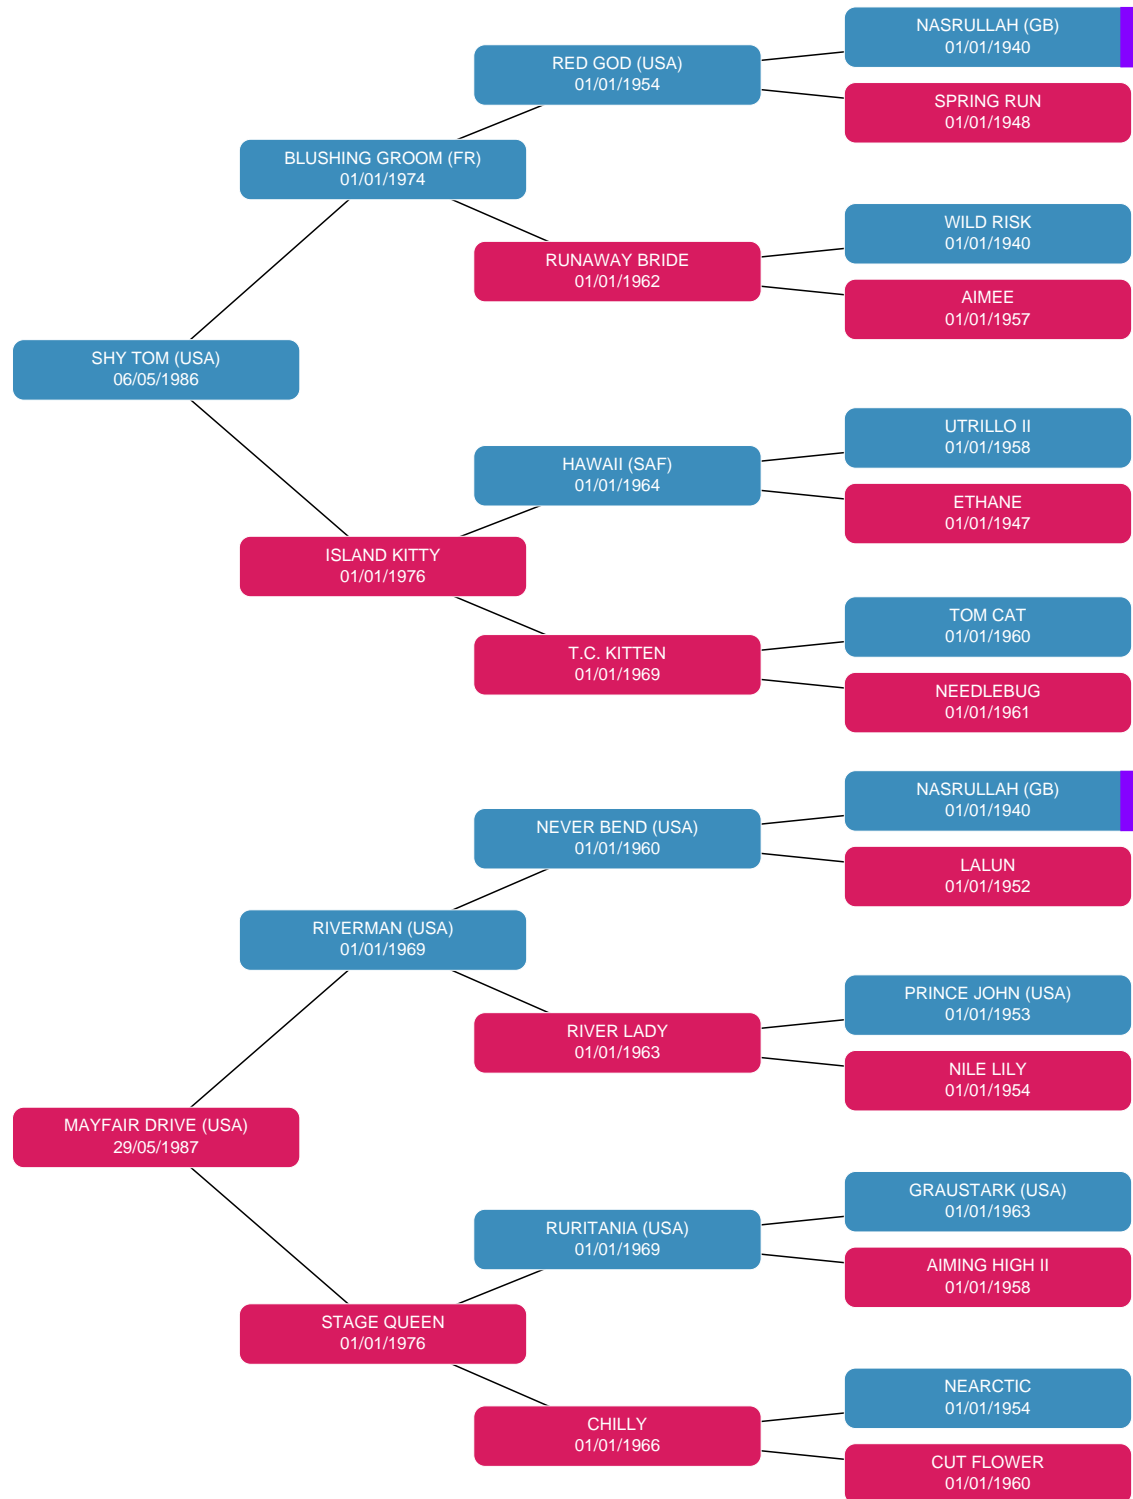 NASRULLAH (GB)
01/01/1940
RED GOD (USA)
01/01/1954
SPRING RUN
01/01/1948
BLUSHING GROOM (FR)
01/01/1974
WILD RISK
01/01/1940
RUNAWAY BRIDE
01/01/1962
AIMEE
01/01/1957
SHY TOM (USA)
06/05/1986
UTRILLO II
01/01/1958
HAWAII (SAF)
01/01/1964
ETHANE
01/01/1947
ISLAND KITTY
01/01/1976
TOM CAT
01/01/1960
T.C. KITTEN
01/01/1969
NEEDLEBUG
01/01/1961
NASRULLAH (GB)
01/01/1940
NEVER BEND (USA)
01/01/1960
LALUN
01/01/1952
RIVERMAN (USA)
01/01/1969
PRINCE JOHN (USA)
01/01/1953
RIVER LADY
01/01/1963
NILE LILY
01/01/1954
MAYFAIR DRIVE (USA)
29/05/1987
GRAUSTARK (USA)
01/01/1963
RURITANIA (USA)
01/01/1969
AIMING HIGH II
01/01/1958
STAGE QUEEN
01/01/1976
NEARCTIC
01/01/1954
CHILLY
01/01/1966
CUT FLOWER
01/01/1960